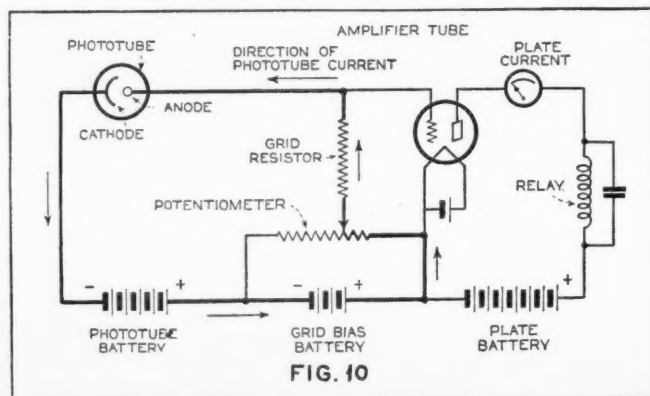 AMPLIFIER TUBE
PHOTOTUBE
DIRECTION OF
PHOTOTUBE CURRENT
PLATE
CURRENT
ANODE
CATHODE
GRID
RESISTOR
RELAY
POTENTIOMETER
- +
- +
+
PHOTOTUBE
BATTERY
GRID BIAS
BATTERY
PLATE
BATTERY
FIG. 10